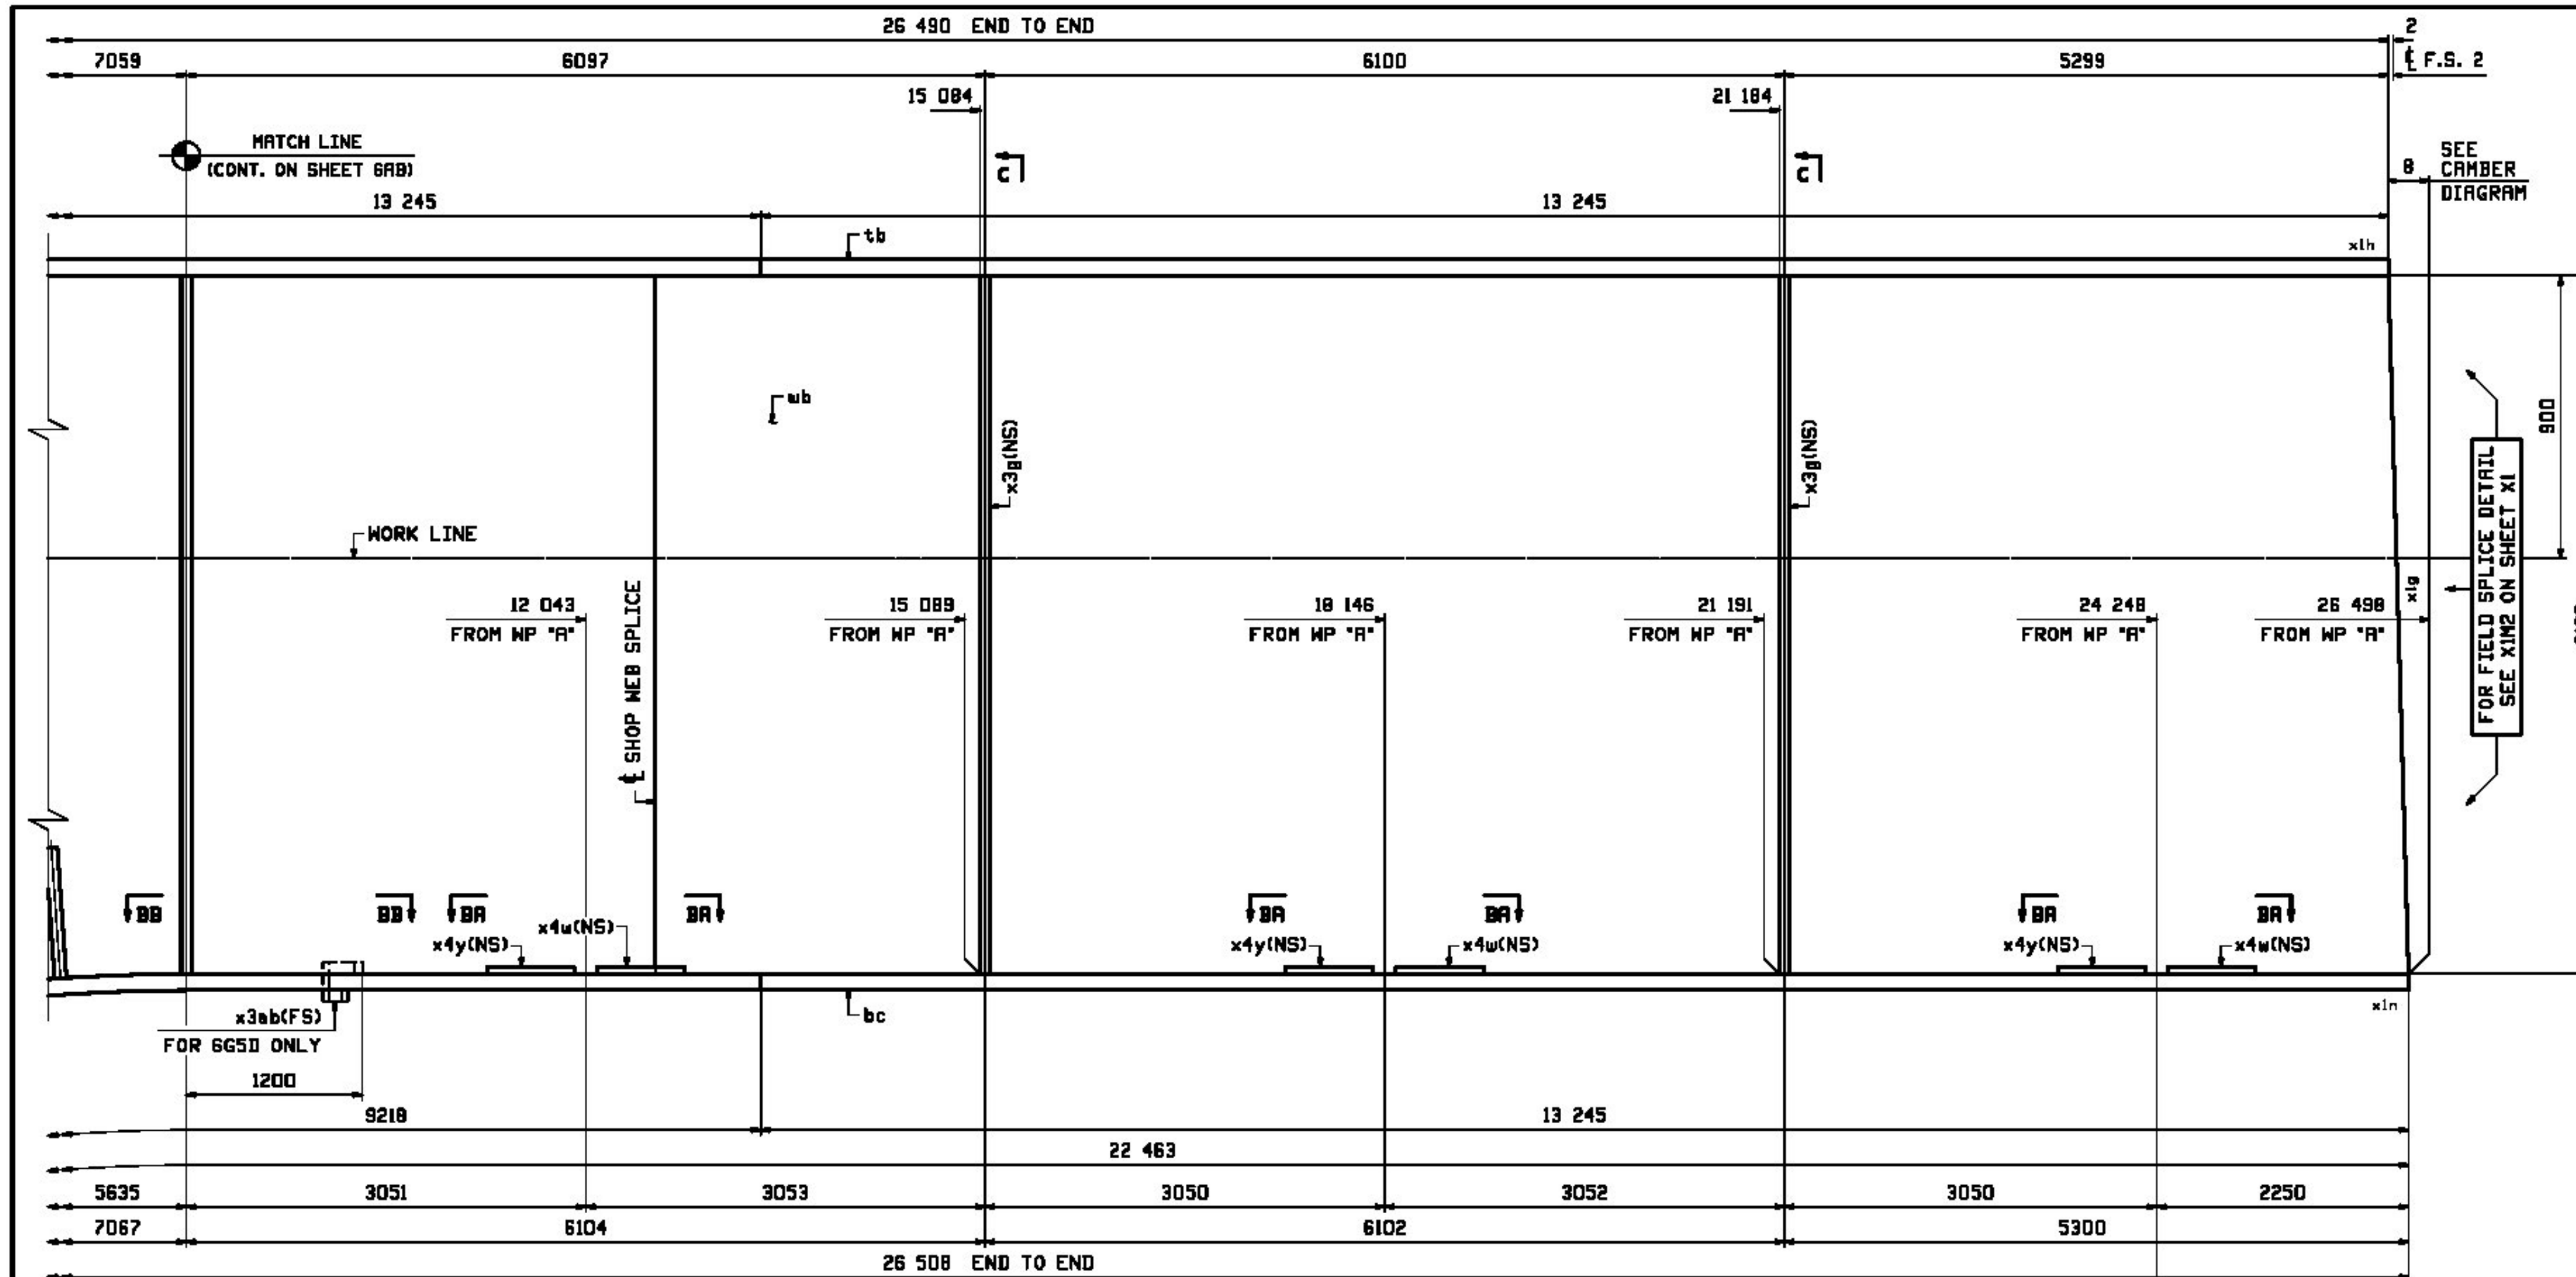 26 490 END TO END
2
7059
6097
6100
5299
℄ F.S. 2
15 084
21 184
MATCH LINE
(CONT. ON SHEET 6AB)
C
C
8
SEE
CAMBER
DIAGRAM
13 245
13 245
tb
x1h
wb
x3g(NS)
x3g(NS)
900
WORK LINE
FOR FIELD SPLICE DETAIL
SEE X1M2 ON SHEET X1
℄ SHOP WEB SPLICE
x1g
12 043
FROM WP "A"
15 089
FROM WP "A"
18 146
FROM WP "A"
21 191
FROM WP "A"
24 248
FROM WP "A"
26 498
FROM WP "A"
BB
BB
BA
BA
BA
BA
BA
BA
x4y(NS)
x4w(NS)
x4y(NS)
x4w(NS)
x4y(NS)
x4w(NS)
x3ab(FS)
FOR 6G5D ONLY
bc
x1n
1200
9218
13 245
22 463
5635
3051
3053
3050
3052
3050
2250
7067
6104
6102
5300
26 508 END TO END